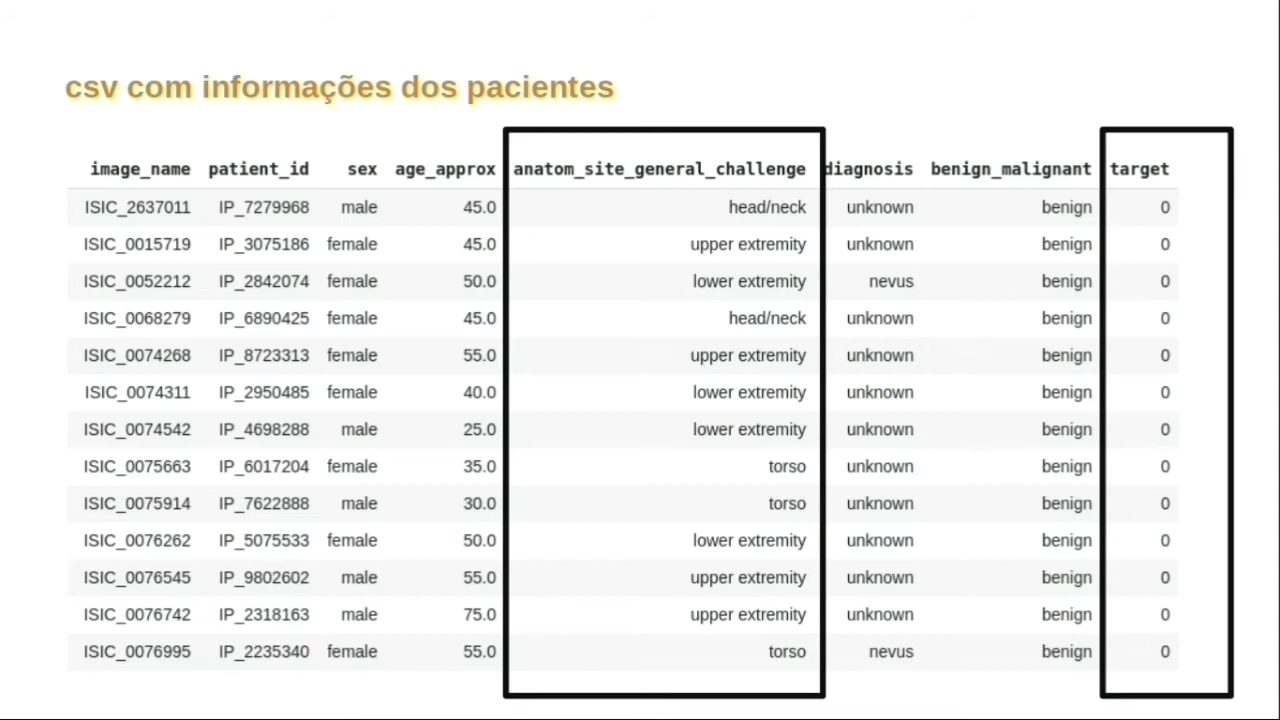 csv com informações dos pacientes
image_name patient_id sex age_approx anatom_site_general_challenge diagnosis benign_malignant target
ISIC_2637011 IP_7279968 male 45.0 head/neck unknown benign 0
ISIC_0015719 IP_3075186 female 45.0 upper extremity unknown benign 0
ISIC_0052212 IP_2842074 female 50.0 lower extremity nevus benign 0
ISIC_0068279 IP_6890425 female 45.0 head/neck unknown benign 0
ISIC_0074268 IP_8723313 female 55.0 upper extremity unknown benign 0
ISIC_0074311 IP_2950485 female 40.0 lower extremity unknown benign 0
ISIC_0074542 IP_4698288 male 25.0 lower extremity unknown benign 0
ISIC_0075663 IP_6017204 female 35.0 torso unknown benign 0
ISIC_0075914 IP_7622888 male 30.0 torso unknown benign 0
ISIC_0076262 IP_5075533 female 50.0 lower extremity unknown benign 0
ISIC_0076545 IP_9802602 male 55.0 upper extremity unknown benign 0
ISIC_0076742 IP_2318163 male 75.0 upper extremity unknown benign 0
ISIC_0076995 IP_2235340 female 55.0 torso nevus benign 0